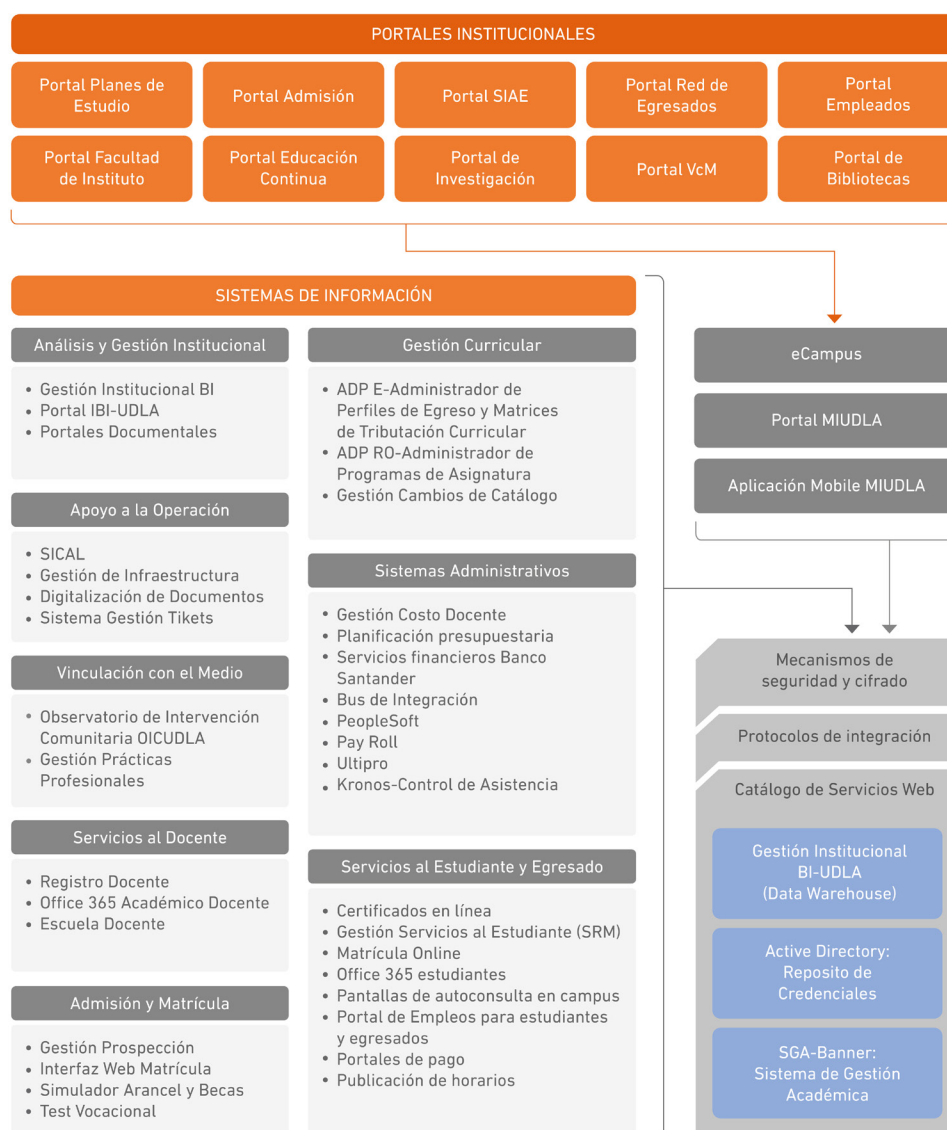 PORTALES INSTITUCIONALES
Portal Planes de
Estudio
Portal Admisión
Portal SIAE
Portal Red de
Egresados
Portal
Empleados
Portal Facultad
de Instituto
Portal Educación
Continua
Portal de
Investigación
Portal VcM
Portal de
Bibliotecas
SISTEMAS DE INFORMACIÓN
Análisis y Gestión Institucional
• Gestión Institucional BI
• Portal IBI-UDLA
• Portales Documentales
Apoyo a la Operación
• SICAL
• Gestión de Infraestructura
• Digitalización de Documentos
• Sistema Gestión Tikets
Vinculación con el Medio
• Observatorio de Intervención
Comunitaria OICUDLA
• Gestión Prácticas
Profesionales
Servicios al Docente
• Registro Docente
• Office 365 Académico Docente
• Escuela Docente
Admisión y Matrícula
• Gestión Prospección
• Interfaz Web Matrícula
• Simulador Arancel y Becas
• Test Vocacional
Gestión Curricular
• ADP E-Administrador de
Perfiles de Egreso y Matrices
de Tributación Curricular
• ADP RO-Administrador de
Programas de Asignatura
• Gestión Cambios de Catálogo
Sistemas Administrativos
• Gestión Costo Docente
• Planificación presupuestaria
• Servicios financieros Banco
Santander
• Bus de Integración
• PeopleSoft
• Pay Roll
• Ultipro
• Kronos-Control de Asistencia
Servicios al Estudiante y Egresado
• Certificados en línea
• Gestión Servicios al Estudiante (SRM)
• Matrícula Online
• Office 365 estudiantes
• Pantallas de autoconsulta en campus
• Portal de Empleos para estudiantes
y egresados
• Portales de pago
• Publicación de horarios
eCampus
Portal MIUDLA
Aplicación Mobile MIUDLA
Mecanismos de
seguridad y cifrado
Protocolos de integración
Catálogo de Servicios Web
Gestión Institucional
BI-UDLA
(Data Warehouse)
Active Directory:
Reposito de
Credenciales
SGA-Banner:
Sistema de Gestión
Académica